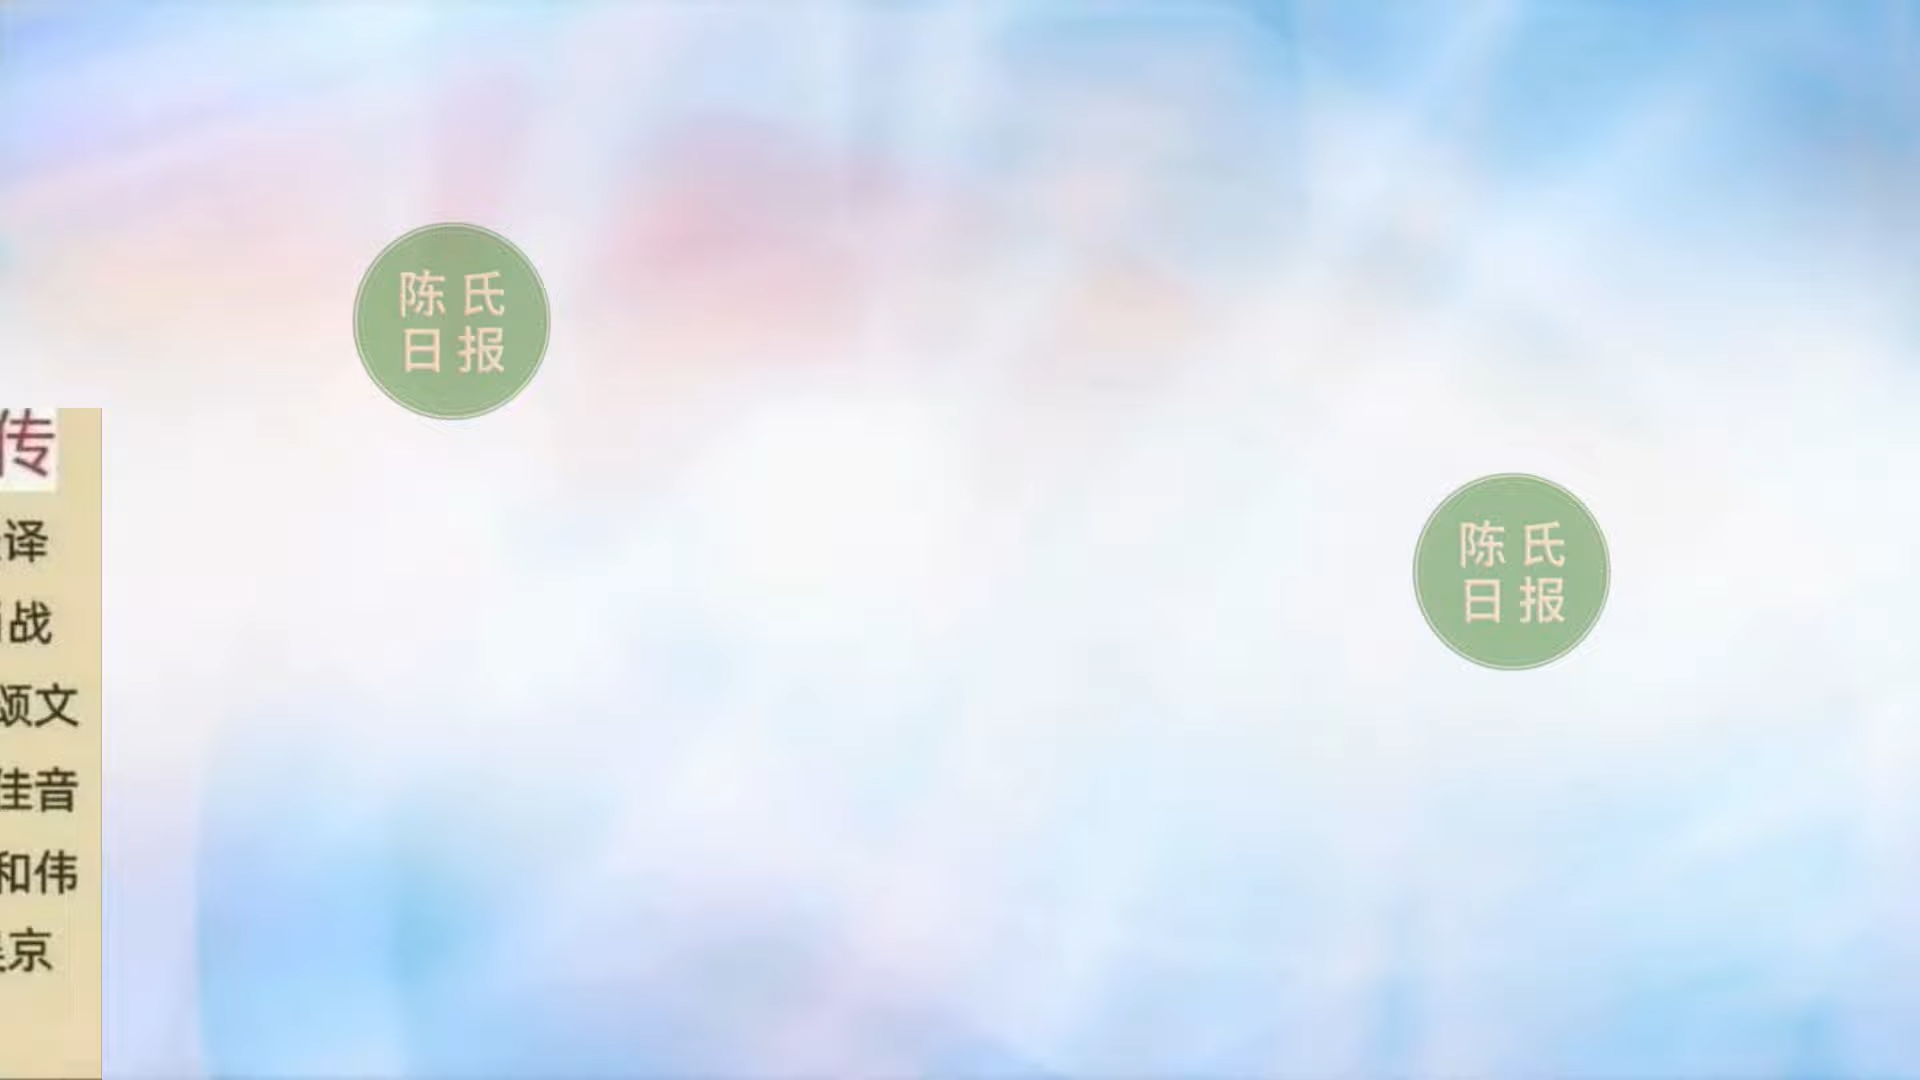 陈氏
日报
传
译
战
颂文
佳音
和伟
京
陈氏
日报